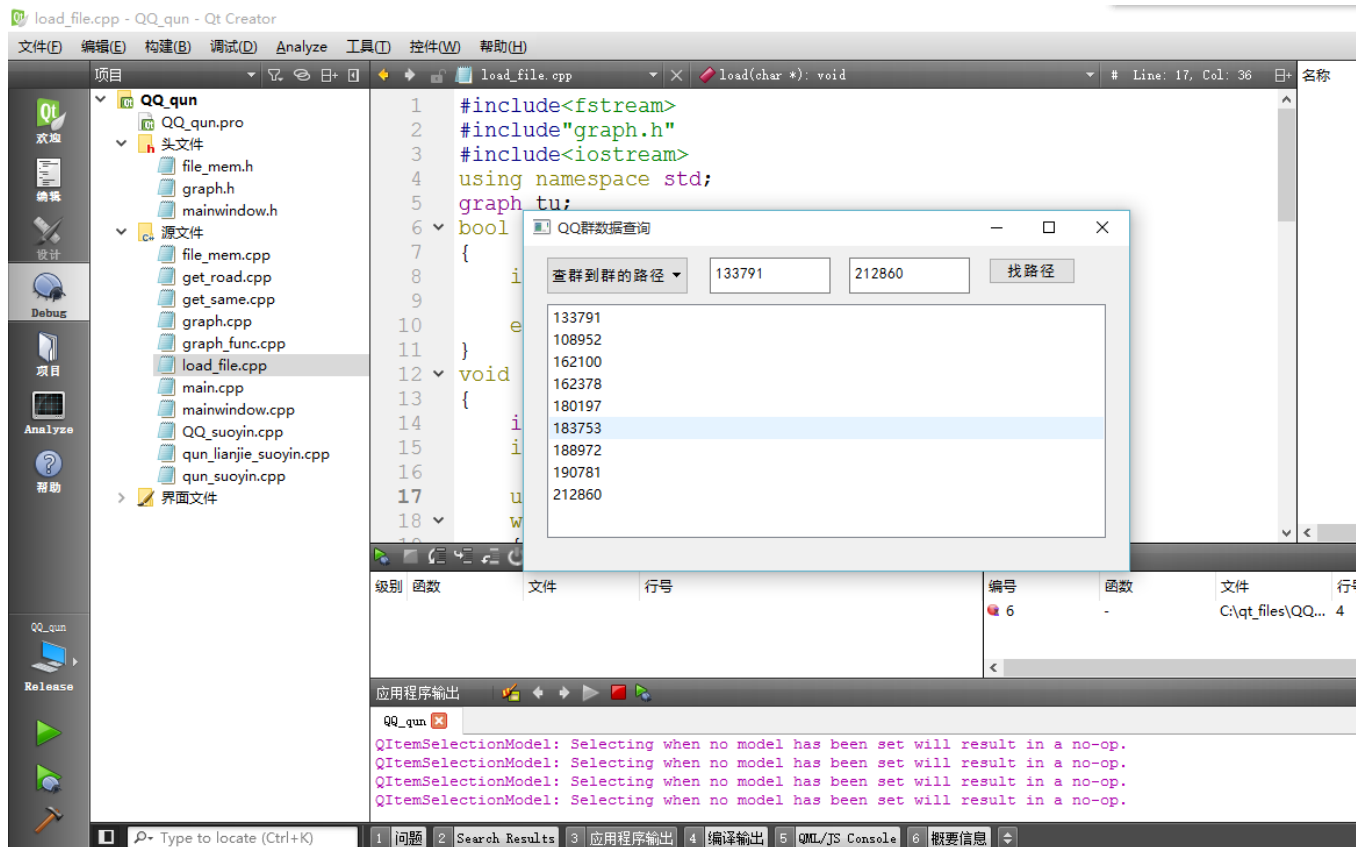 load_file.cpp - QQ_qun - Qt Creator
文件(F) 编辑(E) 构建(B) 调试(D) Analyze 工具(T) 控件(W) 帮助(H)
项目
load_file.cpp
load(char *): void
# Line: 17, Col: 36
名称
欢迎
编辑
设计
Debug
项目
Analyze
帮助
QQ_qun
Release
QQ_qun
QQ_qun.pro
头文件
file_mem.h
graph.h
mainwindow.h
源文件
file_mem.cpp
get_road.cpp
get_same.cpp
graph.cpp
graph_func.cpp
load_file.cpp
main.cpp
mainwindow.cpp
QQ_suoyin.cpp
qun_lianjie_suoyin.cpp
qun_suoyin.cpp
界面文件
1 #include<fstream>
2 #include"graph.h"
3 #include<iostream>
4 using namespace std;
5 graph tu;
6 bool
7 {
8 i
9
10 e
11 }
12 void
13 {
14 i
15 i
16
17 u
18 w
QQ群数据查询
查群到群的路径 133791 212860 找路径
133791
108952
162100
162378
180197
183753
188972
190781
212860
级别 函数 文件 行号
编号 函数 文件 行号
6 - C:\qt_files\QQ... 4
应用程序输出
QQ_qun
QItemSelectionModel: Selecting when no model has been set will result in a no-op.
QItemSelectionModel: Selecting when no model has been set will result in a no-op.
QItemSelectionModel: Selecting when no model has been set will result in a no-op.
QItemSelectionModel: Selecting when no model has been set will result in a no-op.
Type to locate (Ctrl+K)
1 问题 2 Search Results 3 应用程序输出 4 编译输出 5 QML/JS Console 6 概要信息